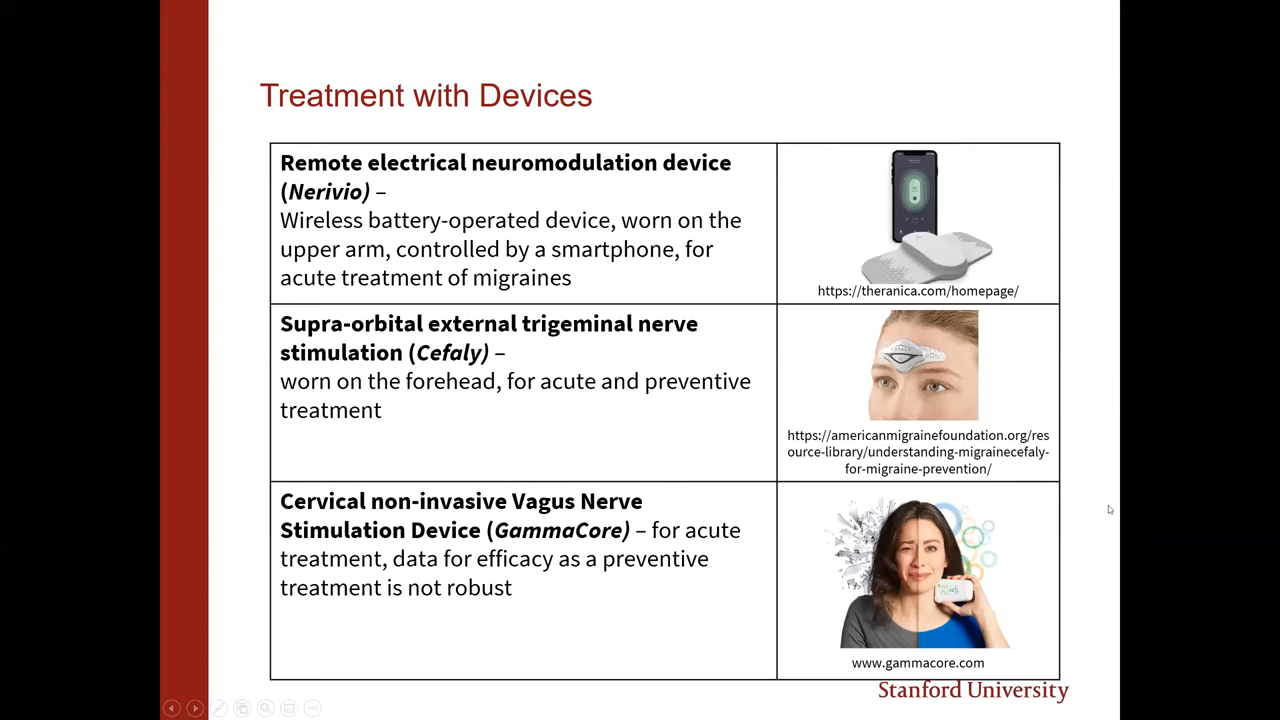 Treatment with Devices
Remote electrical neuromodulation device
(Nerivio) –
Wireless battery-operated device, worn on the
upper arm, controlled by a smartphone, for
acute treatment of migraines
https://theranica.com/homepage/
Supra-orbital external trigeminal nerve
stimulation (Cefaly) –
worn on the forehead, for acute and preventive
treatment
https://americanmigrainefoundation.org/res
ource-library/understanding-migrainecefaly-
for-migraine-prevention/
Cervical non-invasive Vagus Nerve
Stimulation Device (GammaCore) – for acute
treatment, data for efficacy as a preventive
treatment is not robust
www.gammacore.com
Stanford University